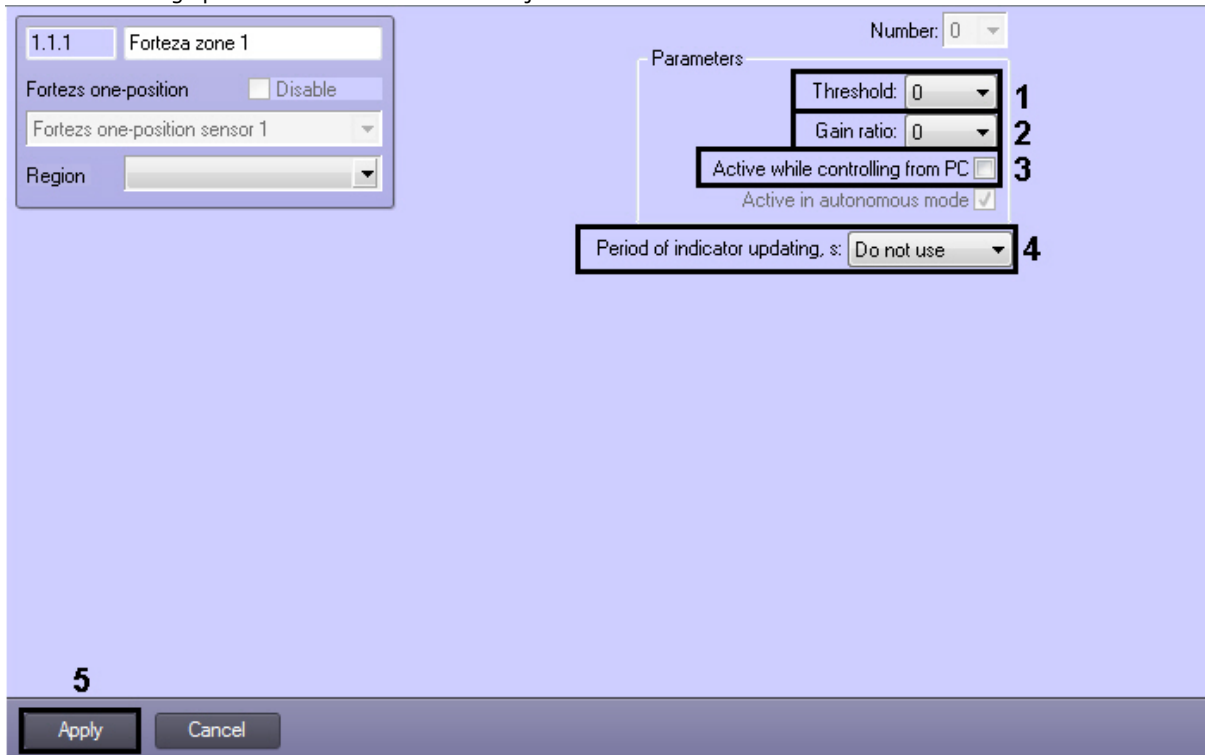 1.1.1 Forteza zone 1
Fortezs one-position Disable
Fortezs one-position sensor 1
Region
Number: 0
Parameters
Threshold: 0 1
Gain ratio: 0 2
Active while controlling from PC 3
Active in autonomous mode
Period of indicator updating, s: Do not use 4
5
Apply Cancel